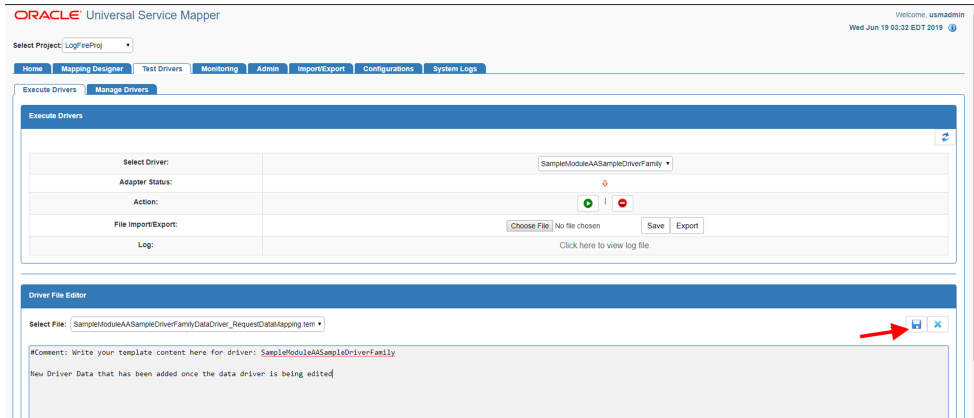 ORACLE® Universal Service Mapper
Welcome, usmadmin
Wed Jun 19 03:32 EDT 2019
Select Project: LogFireProj
Home Mapping Designer Test Drivers Monitoring Admin Import/Export Configurations System Logs
Execute Drivers Manage Drivers
Execute Drivers
Select Driver: SampleModuleAASampleDriverFamily
Adapter Status:
Action: |
File Import/Export: Choose File No file chosen Save Export
Log: Click here to view log file.
Driver File Editor
Select File: SampleModuleAASampleDriverFamilyDataDriver_RequestDataMapping.tem
#Comment: Write your template content here for driver: SampleModuleAASampleDriverFamily
New Driver Data that has been added once the data driver is being edited